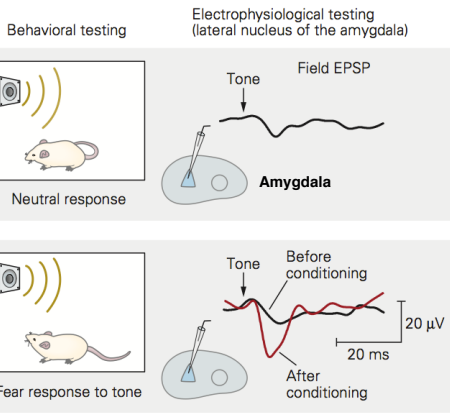 Behavioral testing
Electrophysiological testing
(lateral nucleus of the amygdala)
Tone
Field EPSP
Amygdala
Neutral response
Tone
Before
conditioning
20 µV
20 ms
After
conditioning
Fear response to tone